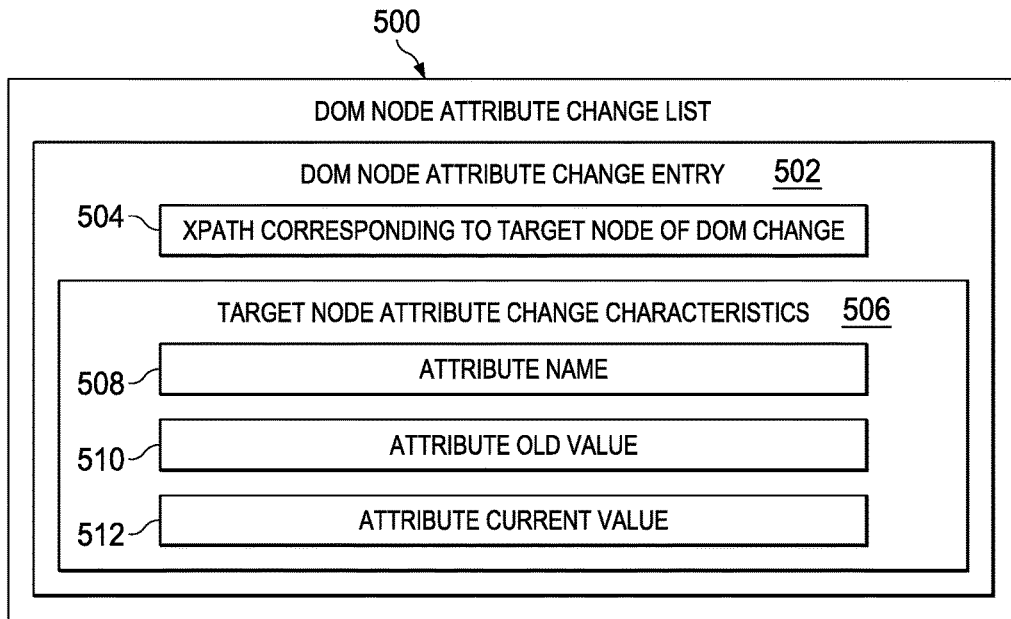 500
DOM NODE ATTRIBUTE CHANGE LIST
DOM NODE ATTRIBUTE CHANGE ENTRY 502
504 XPATH CORRESPONDING TO TARGET NODE OF DOM CHANGE
TARGET NODE ATTRIBUTE CHANGE CHARACTERISTICS 506
508 ATTRIBUTE NAME
510 ATTRIBUTE OLD VALUE
512 ATTRIBUTE CURRENT VALUE